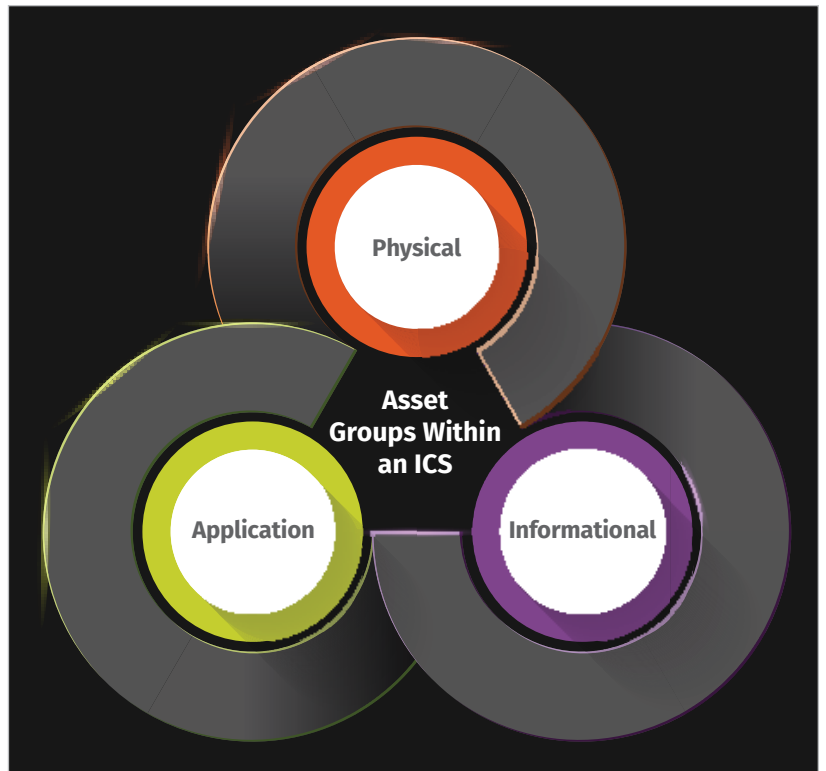 Physical
Asset
Groups Within
an ICS
Application
Informational